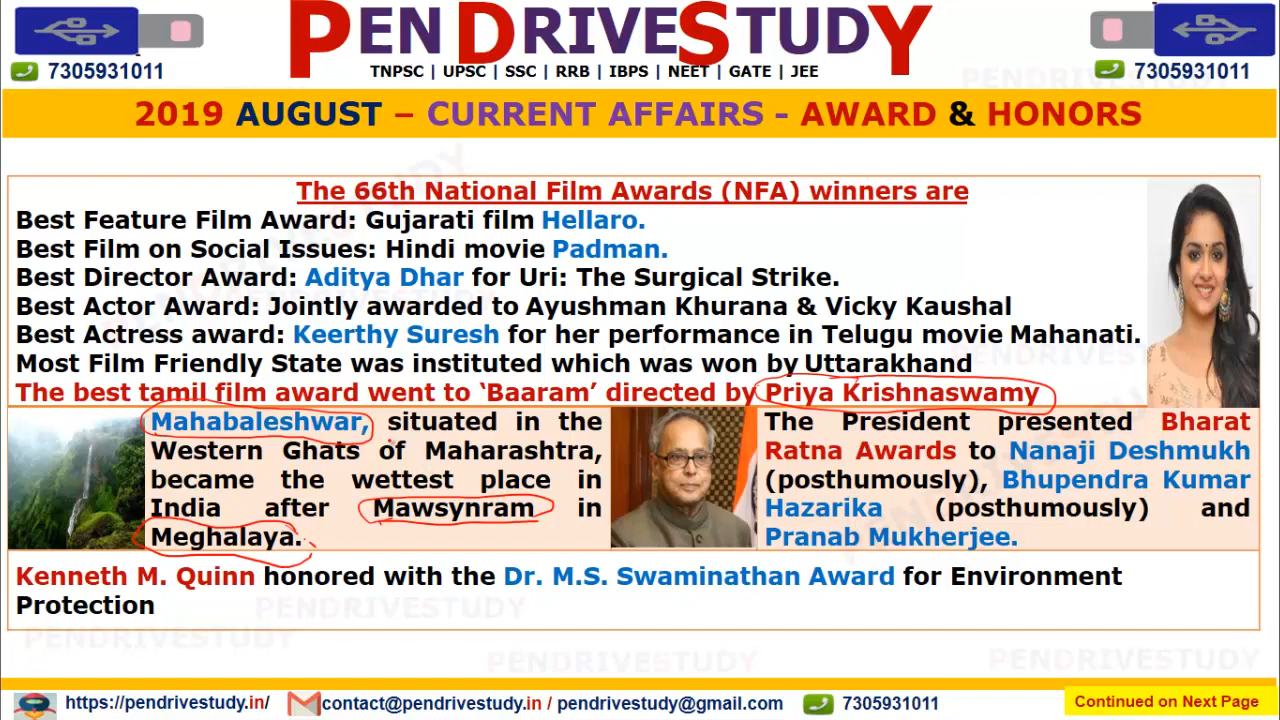 PENDRIVESTUDY
7305931011
TNPSC | UPSC | SSC | RRB | IBPS | NEET | GATE | JEE
7305931011
2019 AUGUST – CURRENT AFFAIRS - AWARD & HONORS
The 66th National Film Awards (NFA) winners are
Best Feature Film Award: Gujarati film Hellaro.
Best Film on Social Issues: Hindi movie Padman.
Best Director Award: Aditya Dhar for Uri: The Surgical Strike.
Best Actor Award: Jointly awarded to Ayushman Khurana & Vicky Kaushal
Best Actress award: Keerthy Suresh for her performance in Telugu movie Mahanati.
Most Film Friendly State was instituted which was won by Uttarakhand
The best tamil film award went to ‘Baaram’ directed by Priya Krishnaswamy
Mahabaleshwar, situated in the
Western Ghats of Maharashtra,
became the wettest place in
India after Mawsynram in
Meghalaya.
The President presented Bharat
Ratna Awards to Nanaji Deshmukh
(posthumously), Bhupendra Kumar
Hazarika (posthumously) and
Pranab Mukherjee.
Kenneth M. Quinn honored with the Dr. M.S. Swaminathan Award for Environment
Protection
PENDRIVESTUDY
PENDRIVESTUDY
PENDRIVESTUDY
PENDRIVESTUDY
PENDRIVESTUDY
https://pendrivestudy.in/
contact@pendrivestudy.in / pendrivestudy@gmail.com
7305931011
Continued on Next Page